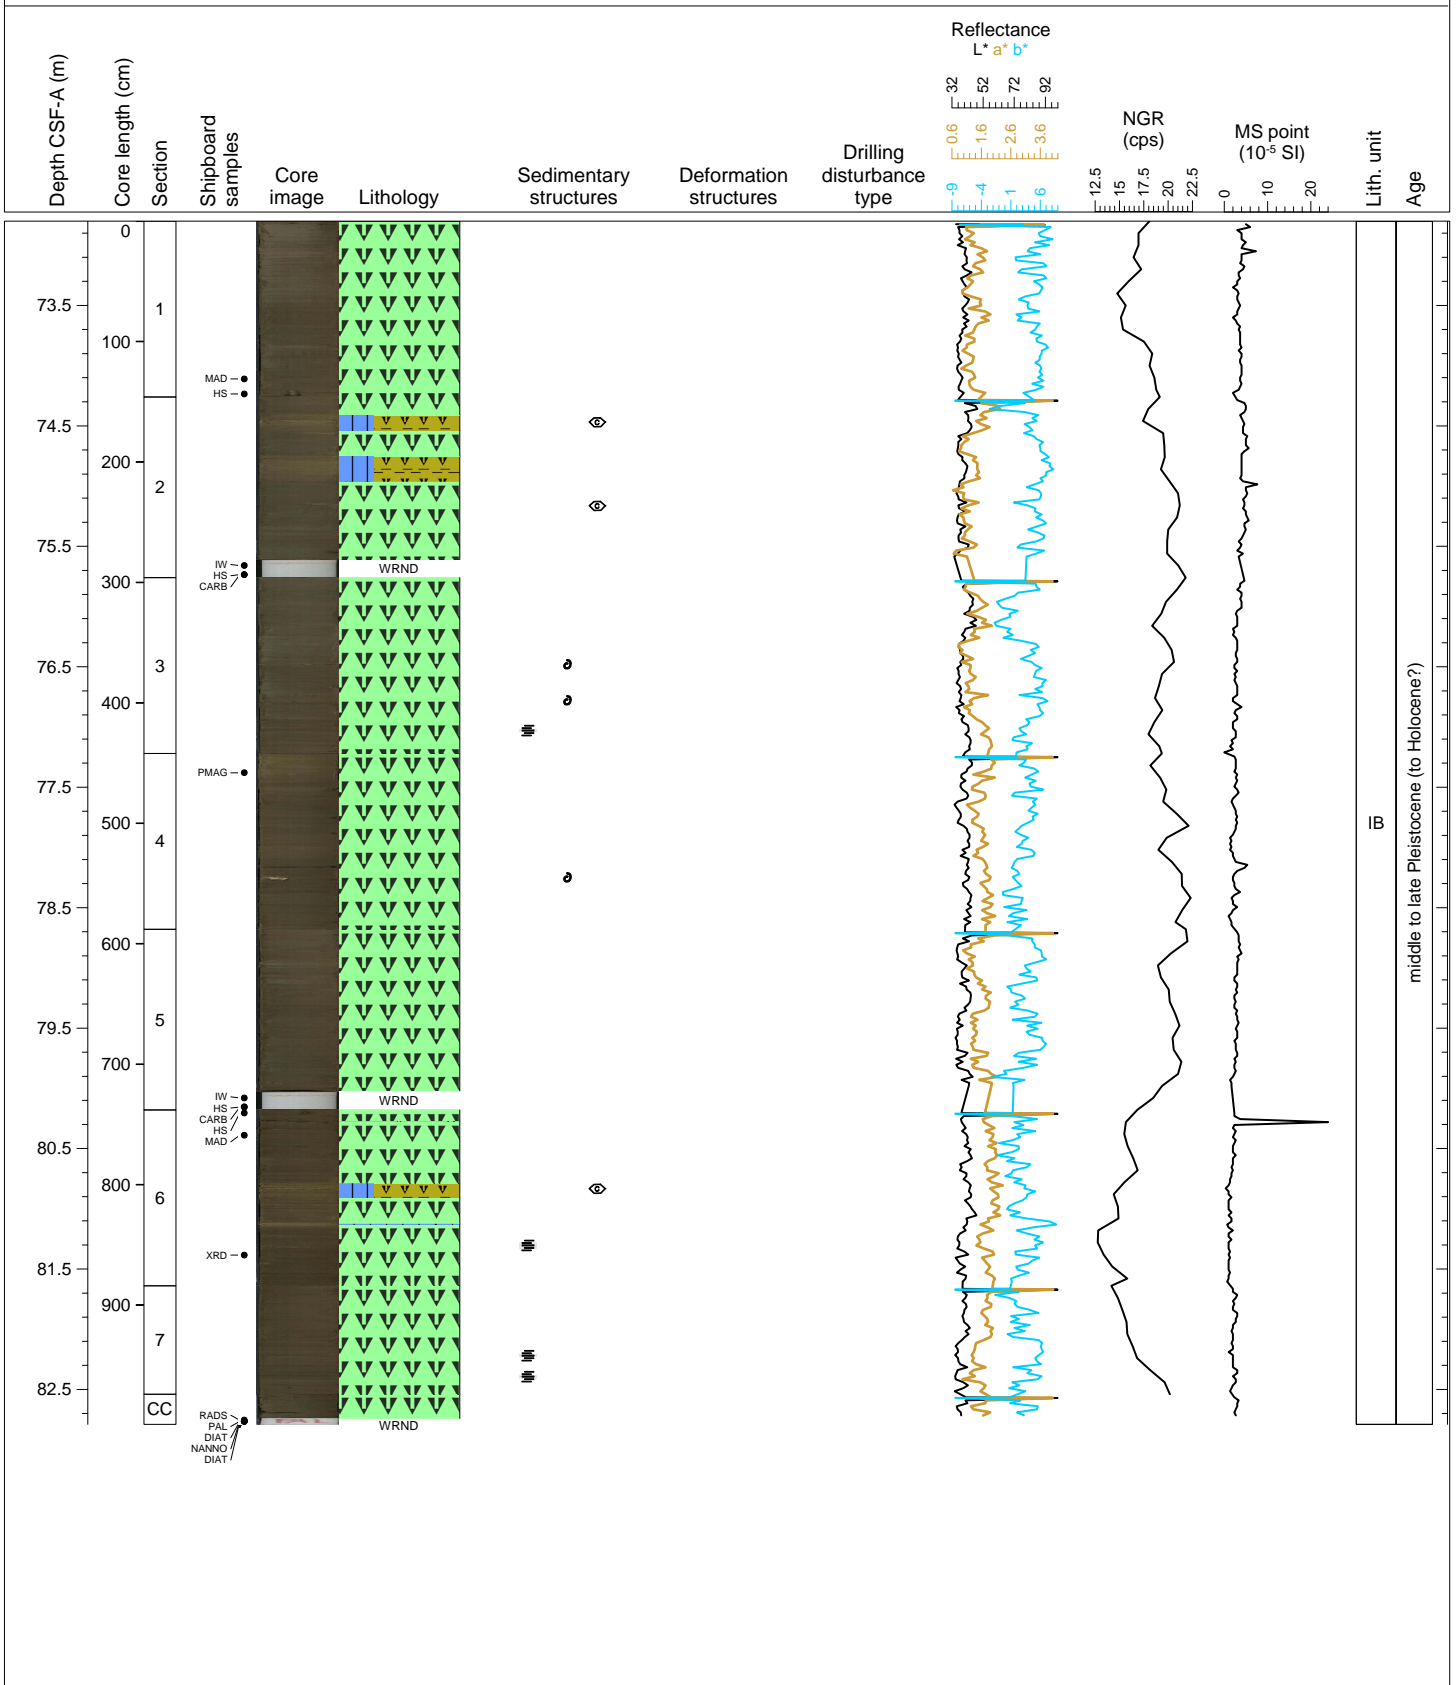 Depth CSF-A (m)
Core length (cm)
Section
Shipboard
samples
Core
image
Lithology
Sedimentary
structures
Deformation
structures
Drilling
disturbance
type
Reflectance
L* a* b*
32 52 72 92
0.6 1.6 2.6 3.6
-9 -4 1 6
NGR
(cps)
12.5 15 17.5 20 22.5
MS point
(10-5 SI)
0 10 20
Lith. unit
Age
0
1
73.5
100
MAD
HS
74.5
c
200
2
c
75.5
IW
HS
CARB
WRND
300
3
76.5
400
PMAG
77.5
500
4
IB
middle to late Pleistocene (to Holocene?)
78.5
600
5
79.5
700
IW
HS
CARB
HS
MAD
WRND
80.5
800
6
c
XRD
81.5
900
7
82.5
CC
RADS
PAL
DIAT
NANNO
DIAT
PAL
WRND